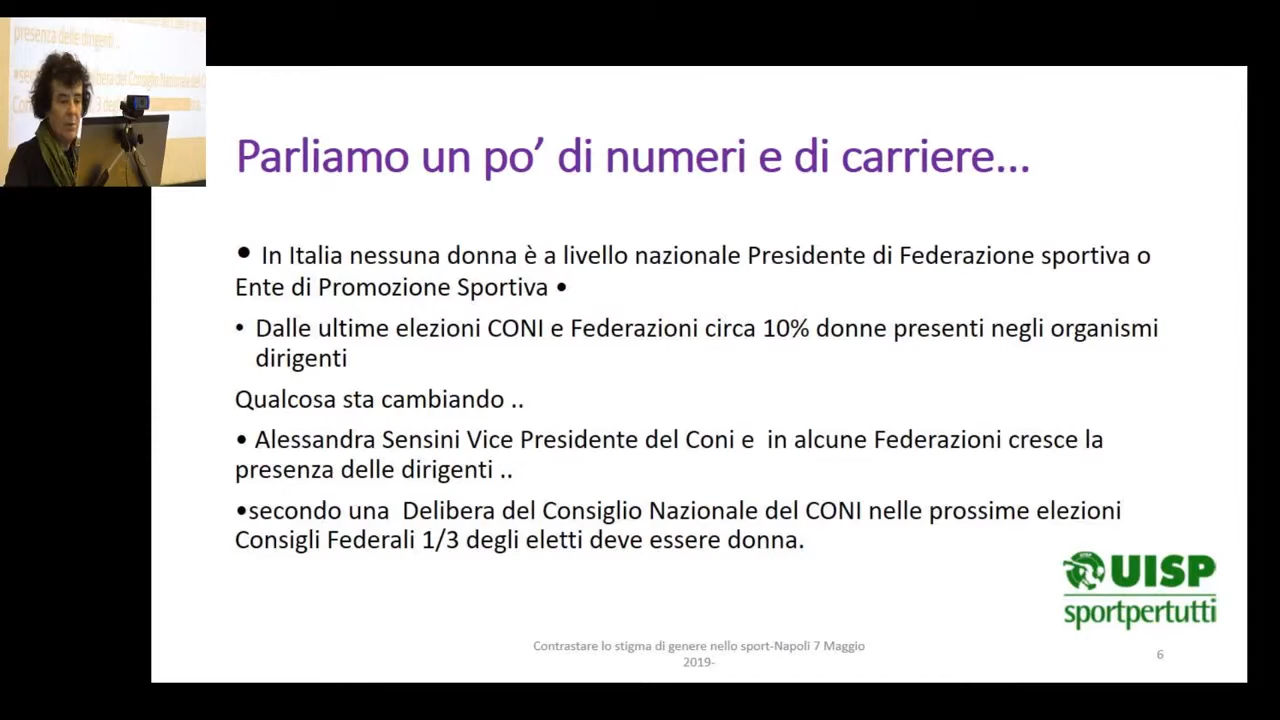 presenza delle dirigenti ..
Parliamo un po’ di numeri e di carriere...
• In Italia nessuna donna è a livello nazionale Presidente di Federazione sportiva o
Ente di Promozione Sportiva •
• Dalle ultime elezioni CONI e Federazioni circa 10% donne presenti negli organismi
dirigenti
Qualcosa sta cambiando ..
• Alessandra Sensini Vice Presidente del Coni e in alcune Federazioni cresce la
presenza delle dirigenti ..
•secondo una Delibera del Consiglio Nazionale del CONI nelle prossime elezioni
Consigli Federali 1/3 degli eletti deve essere donna.
UISP
sportpertutti
Contrastare lo stigma di genere nello sport-Napoli 7 Maggio
2019-
6